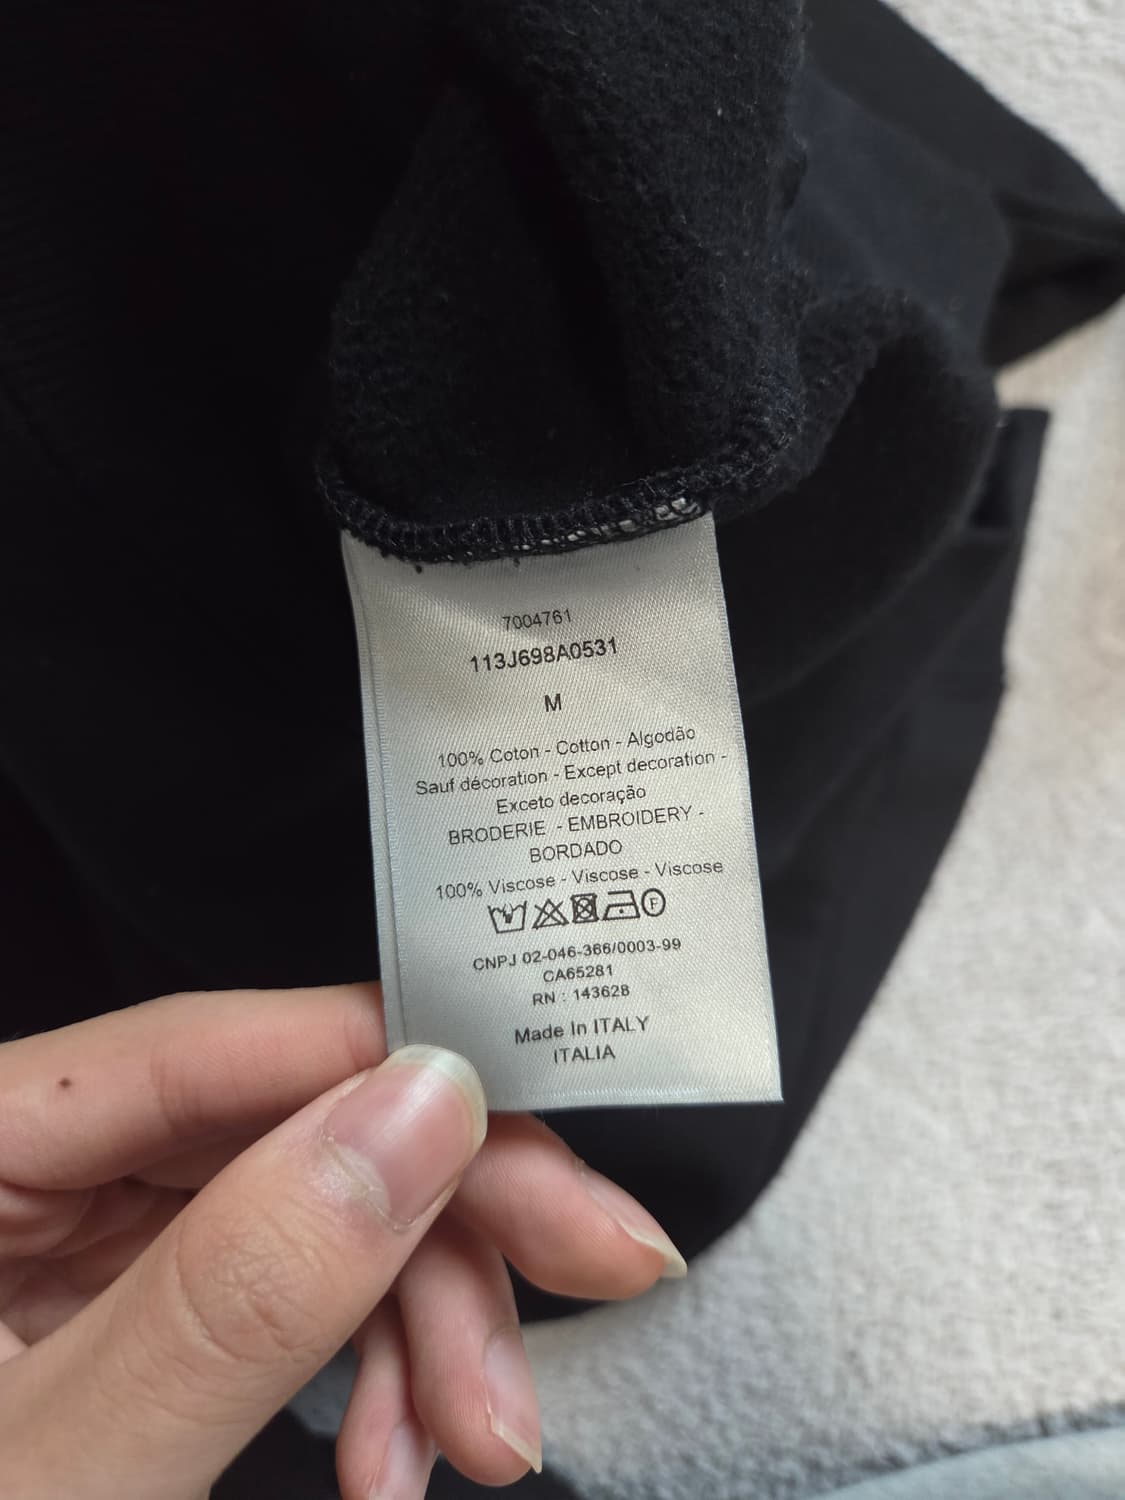 7004761
113J698A0531
M
100% Coton - Cotton - Algodão
Sauf décoration - Except decoration -
Exceto decoração
BRODERIE - EMBROIDERY -
BORDADO
100% Viscose - Viscose - Viscose
F
CNPJ 02-046-366/0003-99
CA65281
RN : 143628
Made In ITALY
ITALIA